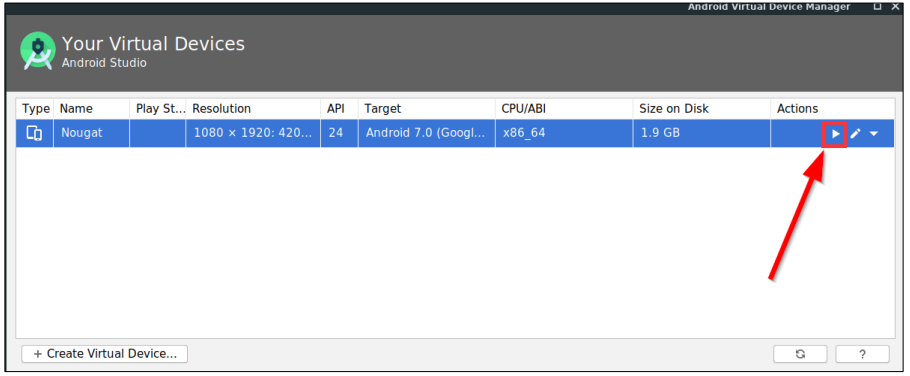 Android Virtual Device Manager
Your Virtual Devices
Android Studio
Type Name Play St... Resolution API Target CPU/ABI Size on Disk Actions
Nougat 1080 × 1920: 420... 24 Android 7.0 (Googl... x86_64 1.9 GB
+ Create Virtual Device... ?